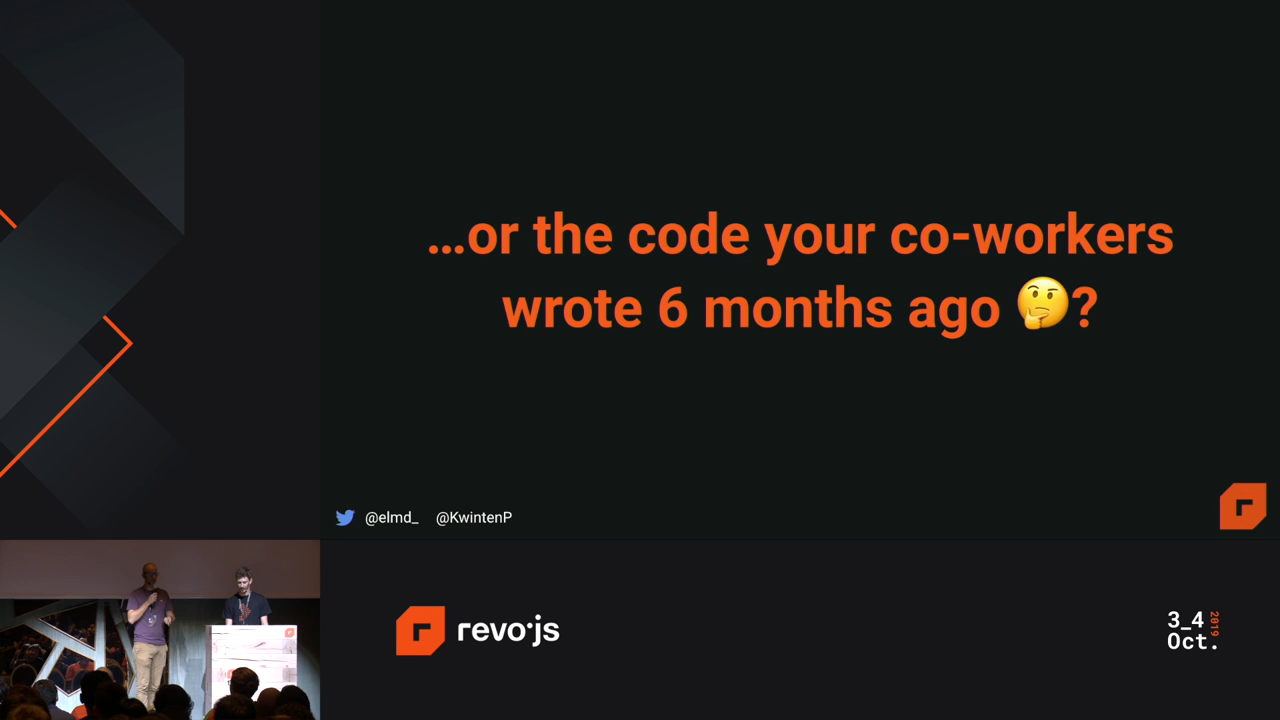 ...or the code your co-workers
wrote 6 months ago 🤔?
@elmd_ @KwintenP
revo·js
3_4 2019
Oct.